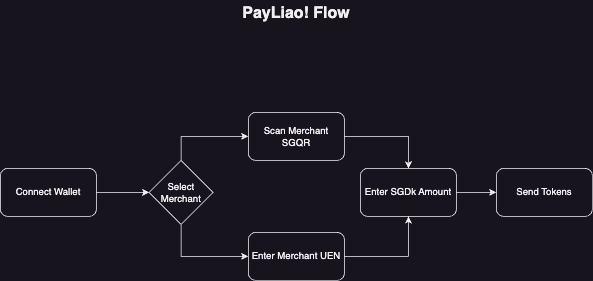 PayLiao! Flow
Connect Wallet
Select
Merchant
Scan Merchant
SGQR
Enter Merchant UEN
Enter SGDk Amount
Send Tokens